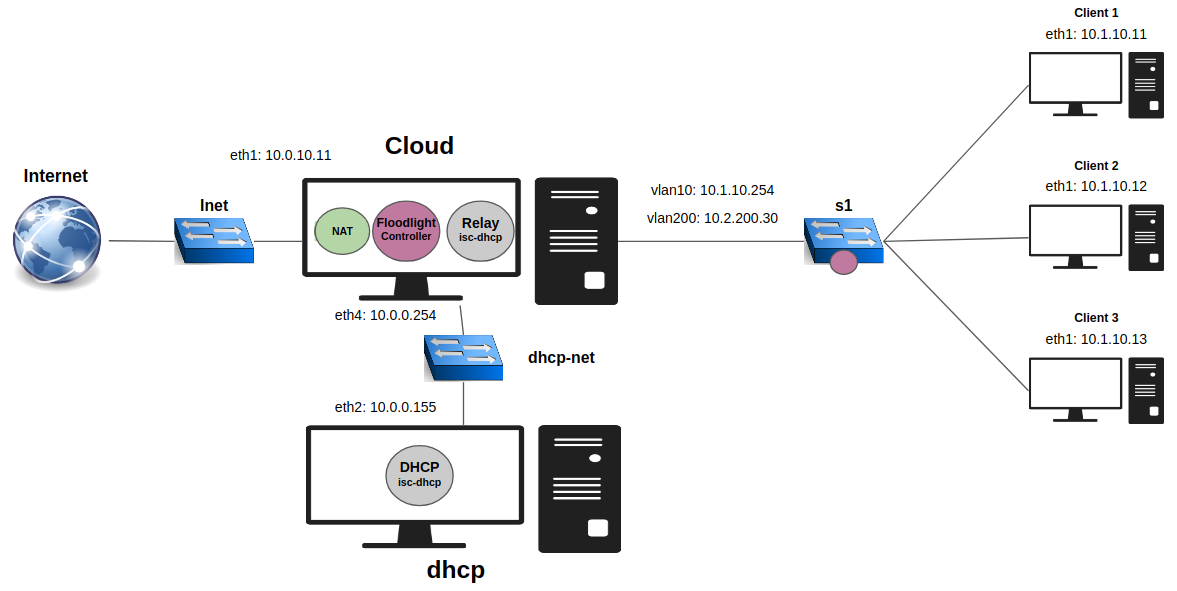 Internet
Inet
eth1: 10.0.10.11
Cloud
NAT
Floodlight
Controller
Relay
isc-dhcp
eth4: 10.0.0.254
dhcp-net
eth2: 10.0.0.155
DHCP
isc-dhcp
dhcp
vlan10: 10.1.10.254
vlan200: 10.2.200.30
s1
Client 1
eth1: 10.1.10.11
Client 2
eth1: 10.1.10.12
Client 3
eth1: 10.1.10.13